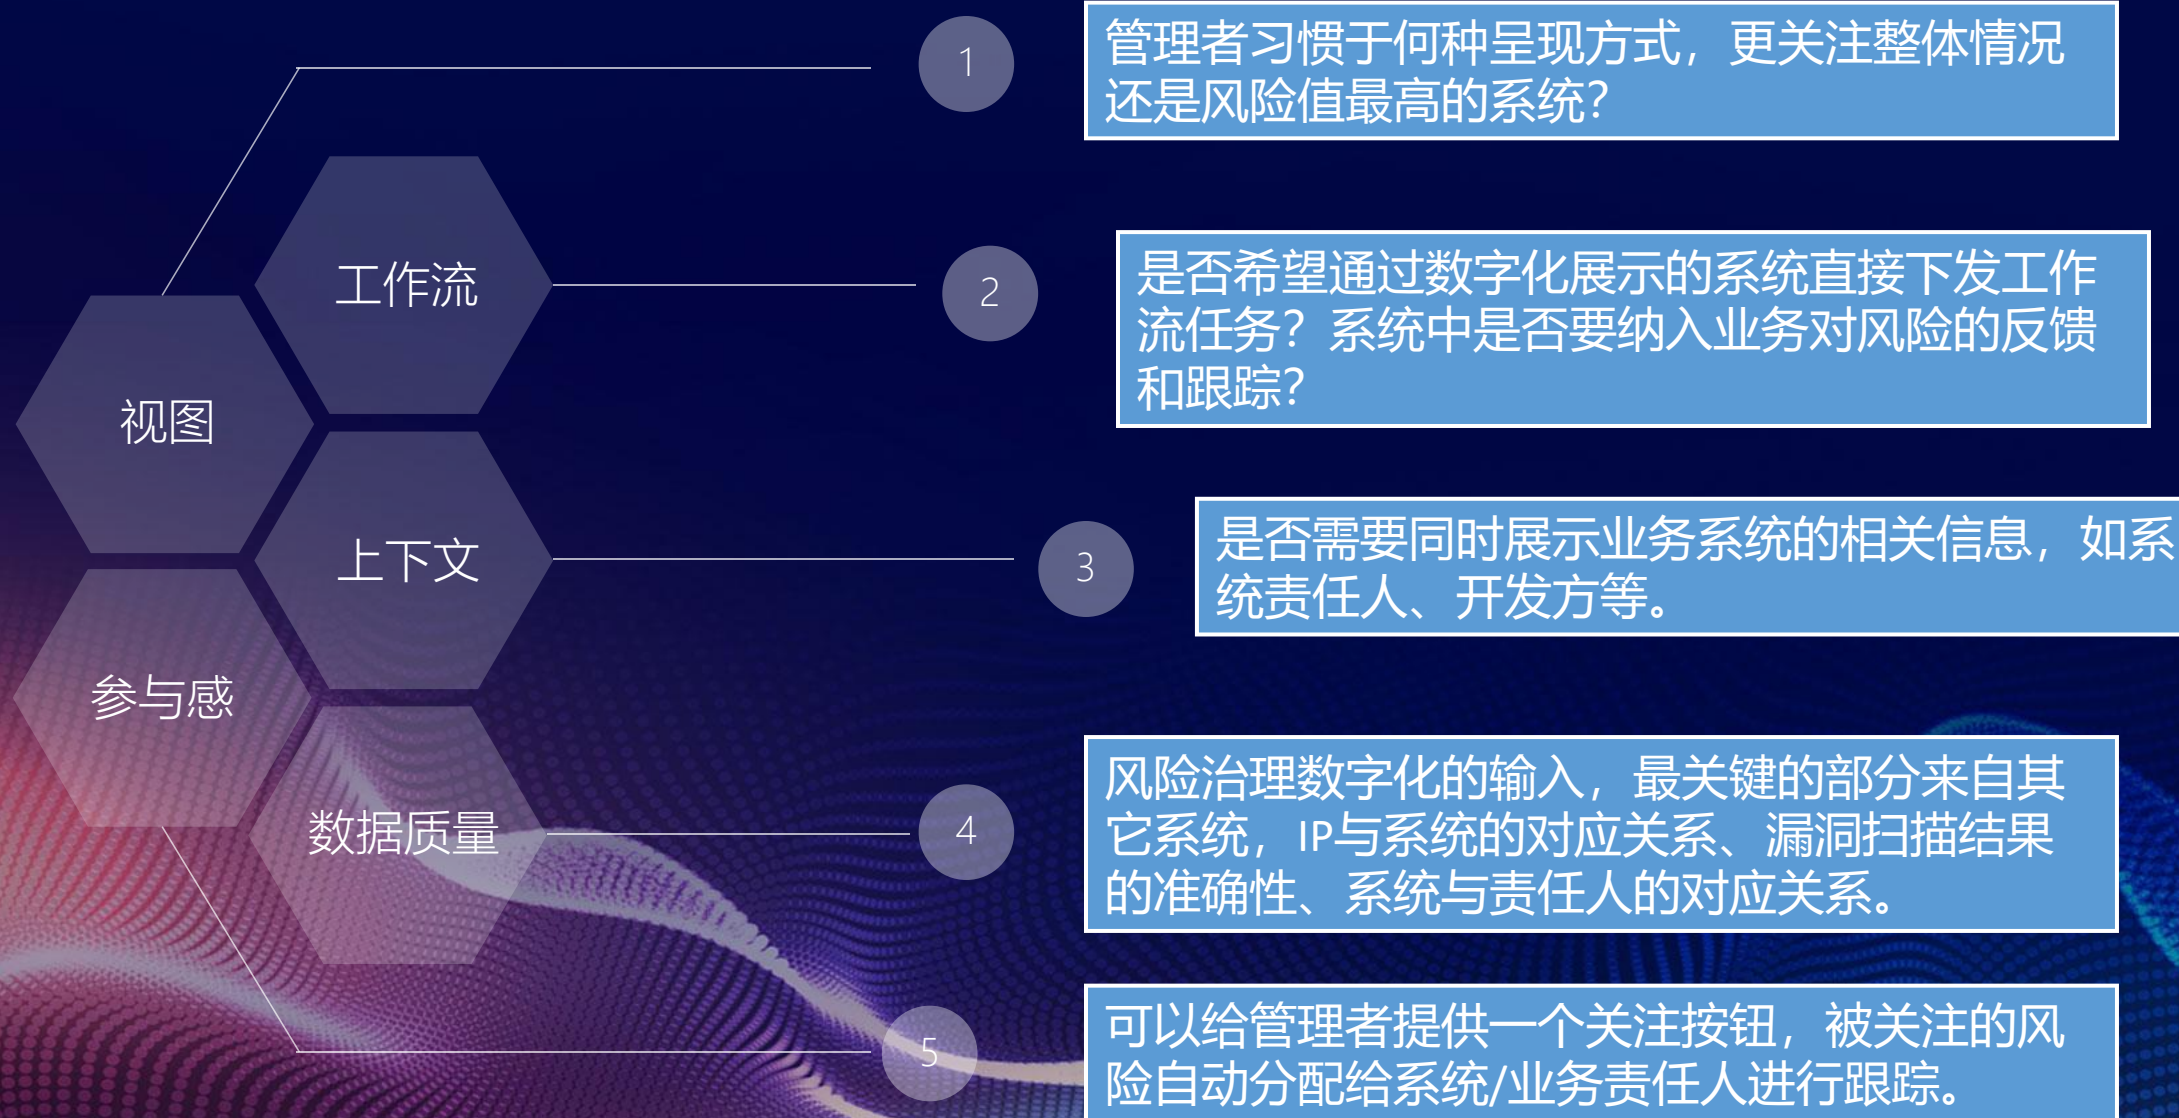 1
管理者习惯于何种呈现方式，更关注整体情况
还是风险值最高的系统？
工作流
2
是否希望通过数字化展示的系统直接下发工作
流任务？系统中是否要纳入业务对风险的反馈
和跟踪？
视图
上下文
3
是否需要同时展示业务系统的相关信息，如系
统责任人、开发方等。
参与感
数据质量
4
风险治理数字化的输入，最关键的部分来自其
它系统，IP与系统的对应关系、漏洞扫描结果
的准确性、系统与责任人的对应关系。
5
可以给管理者提供一个关注按钮，被关注的风
险自动分配给系统/业务责任人进行跟踪。